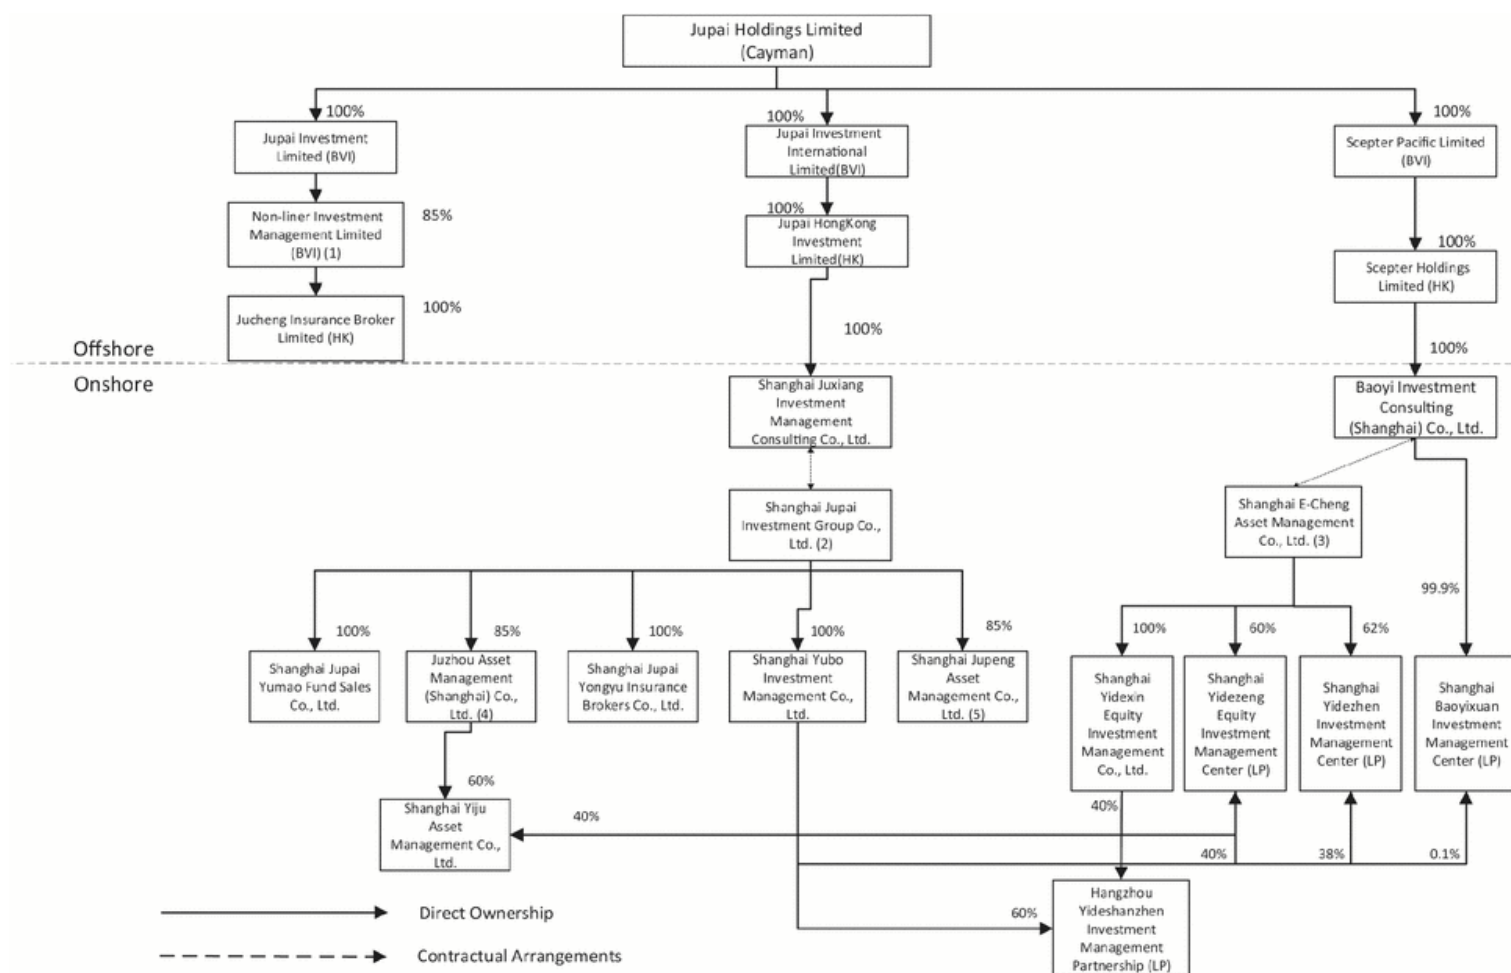 Jupai Holdings Limited
(Cayman)
100%
100%
100%
Jupai Investment
Limited (BVI)
Jupai Investment
International
Limited(BVI)
Scepter Pacific Limited
(BVI)
Non-liner Investment
Management Limited
(BVI) (1)
85%
100%
Jupai HongKong
Investment
Limited(HK)
100%
Scepter Holdings
Limited (HK)
Jucheng Insurance Broker
Limited (HK)
100%
100%
100%
Offshore
Onshore
Shanghai Juxiang
Investment
Management
Consulting Co., Ltd.
Baoyi Investment
Consulting
(Shanghai) Co., Ltd.
Shanghai Jupai
Investment Group Co.,
Ltd. (2)
Shanghai E-Cheng
Asset Management
Co., Ltd. (3)
99.9%
100%
85%
100%
100%
85%
100%
60%
62%
Shanghai Jupai
Yumao Fund Sales
Co., Ltd.
Juzhou Asset
Management
(Shanghai) Co.,
Ltd. (4)
Shanghai Jupai
Yongyu Insurance
Brokers Co., Ltd.
Shanghai Yubo
Investment
Management Co.,
Ltd.
Shanghai Jupeng
Asset
Management Co.,
Ltd. (5)
Shanghai
Yidexin
Equity
Investment
Management
Co., Ltd.
Shanghai
Yidezeng
Equity
Investment
Management
Center (LP)
Shanghai
Yidezhen
Investment
Management
Center (LP)
Shanghai
Baoyixuan
Investment
Management
Center (LP)
60%
Shanghai Yiju
Asset
Management Co.,
Ltd.
40%
40%
40%
38%
0.1%
60%
Hangzhou
Yideshanzhen
Investment
Management
Partnership (LP)
Direct Ownership
Contractual Arrangements